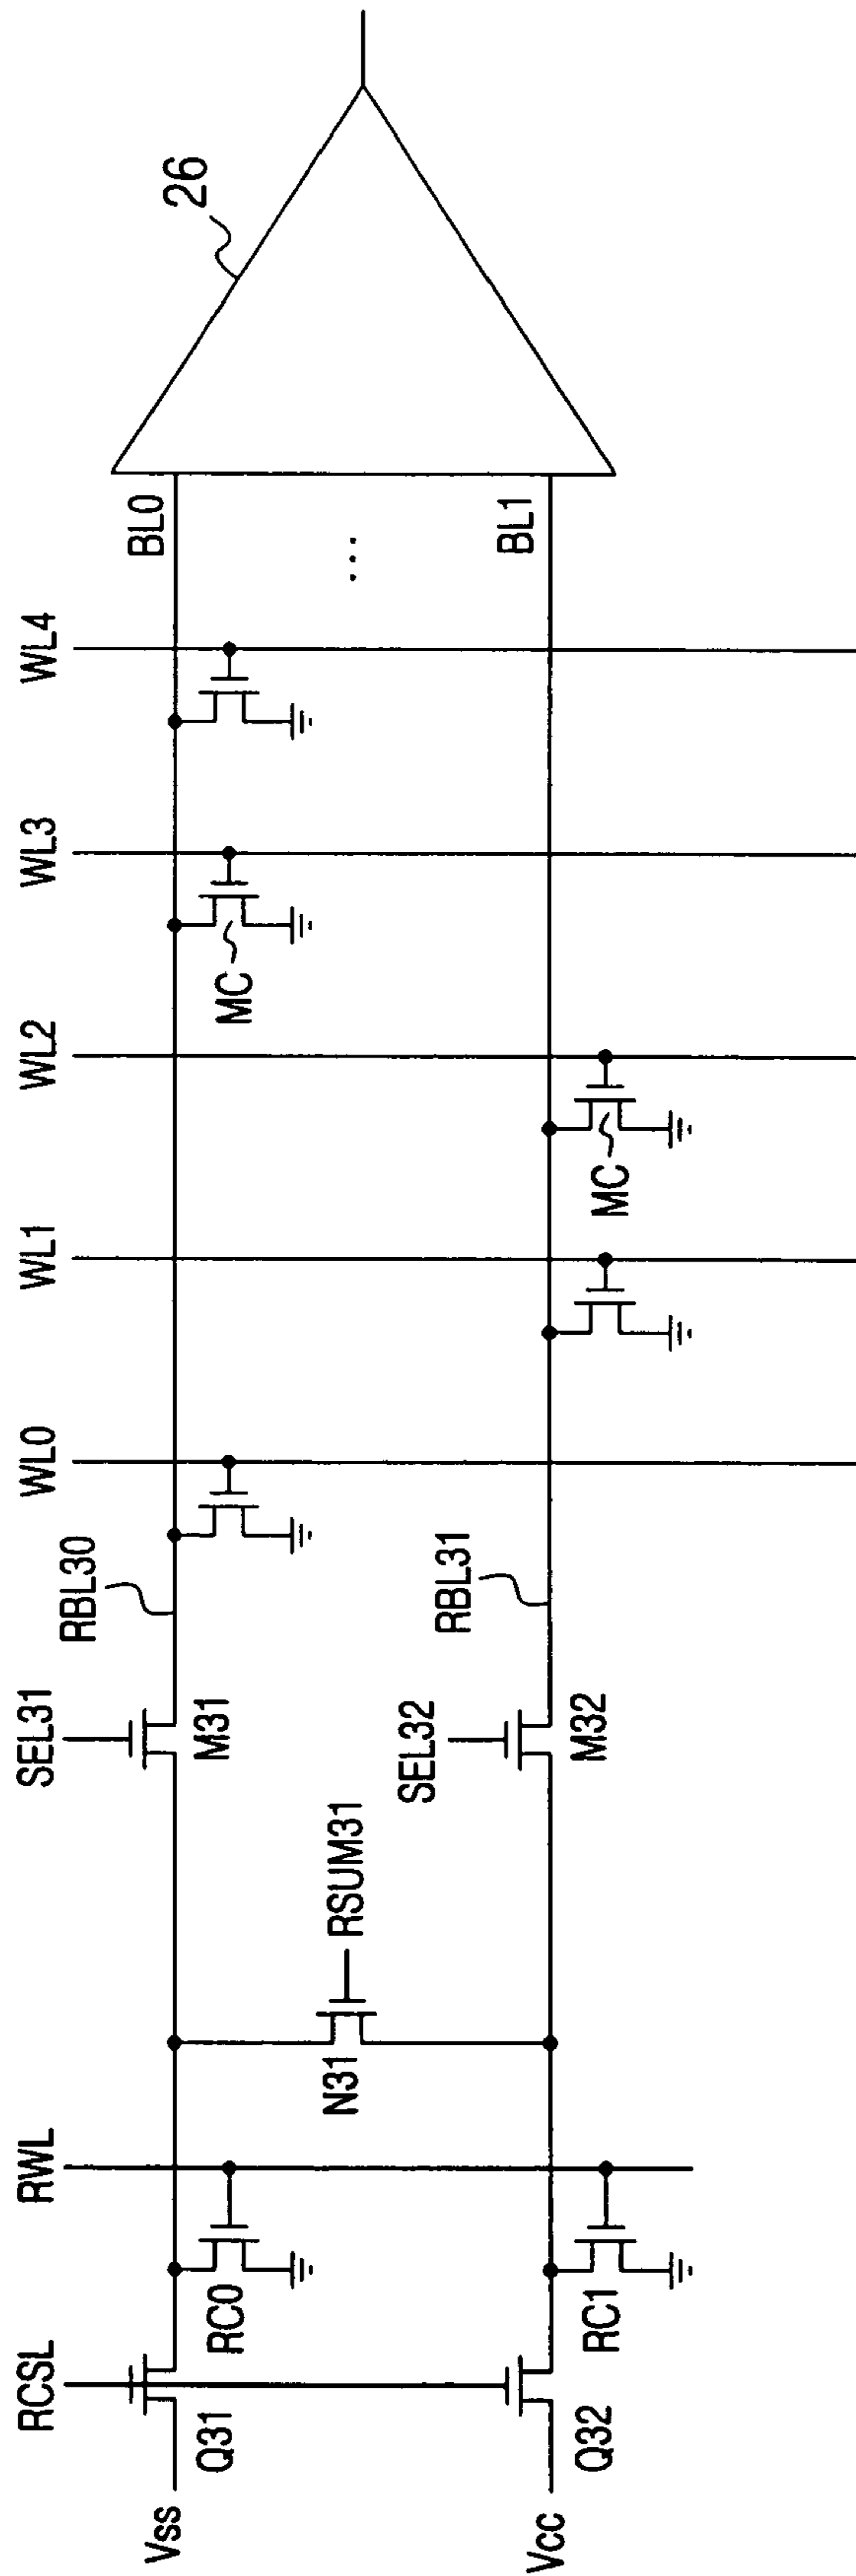 Vss
Vcc
RCSL
Q31
Q32
RWL
RC0
RC1
N31
RSUM31
SEL31
M31
SEL32
M32
RBL30
RBL31
WL0
WL1
WL2
MC
WL3
MC
WL4
BL0
...
BL1
26